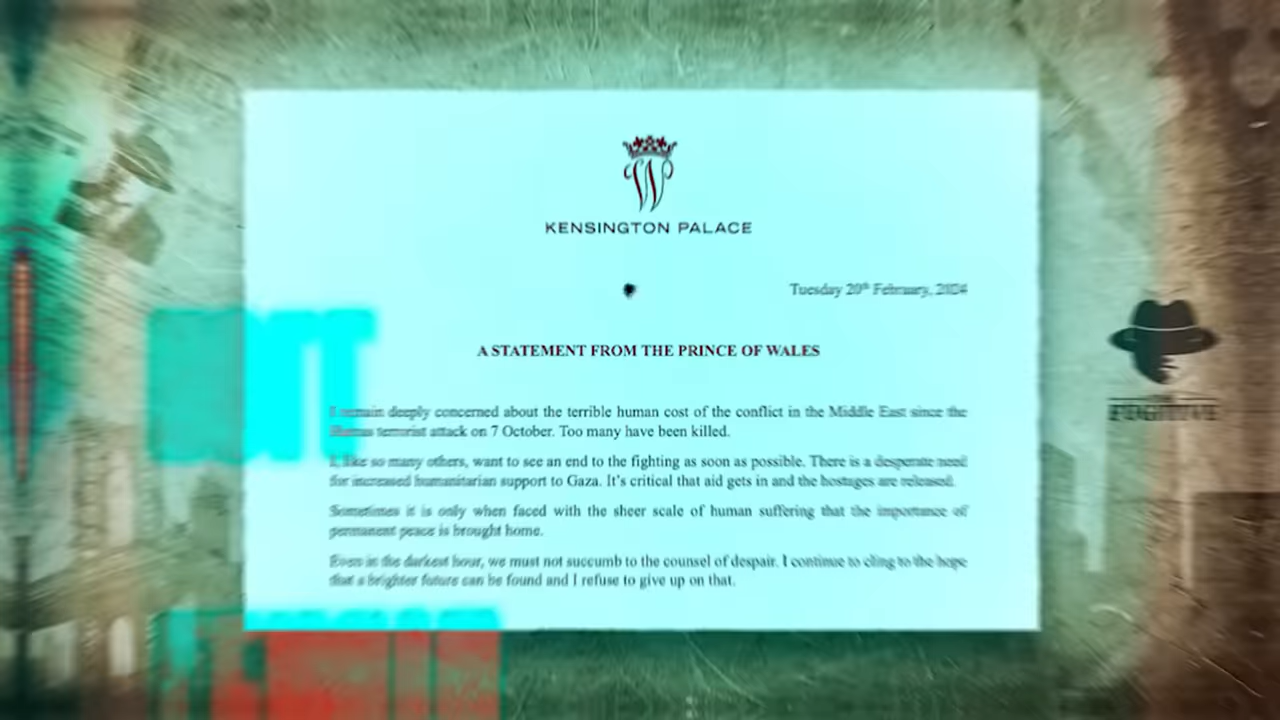 KENSINGTON PALACE
Tuesday 20th February, 2024
A STATEMENT FROM THE PRINCE OF WALES
I remain deeply concerned about the terrible human cost of the conflict in the Middle East since the
Hamas terrorist attack on 7 October. Too many have been killed.
I, like so many others, want to see an end to the fighting as soon as possible. There is a desperate need
for increased humanitarian support to Gaza. It's critical that aid gets in and the hostages are released.
Sometimes it is only when faced with the sheer scale of human suffering that the importance of
permanent peace is brought home.
Even in the darkest hour, we must not succumb to the counsel of despair. I continue to cling to the hope
that a brighter future can be found and I refuse to give up on that.
FUGITIVE